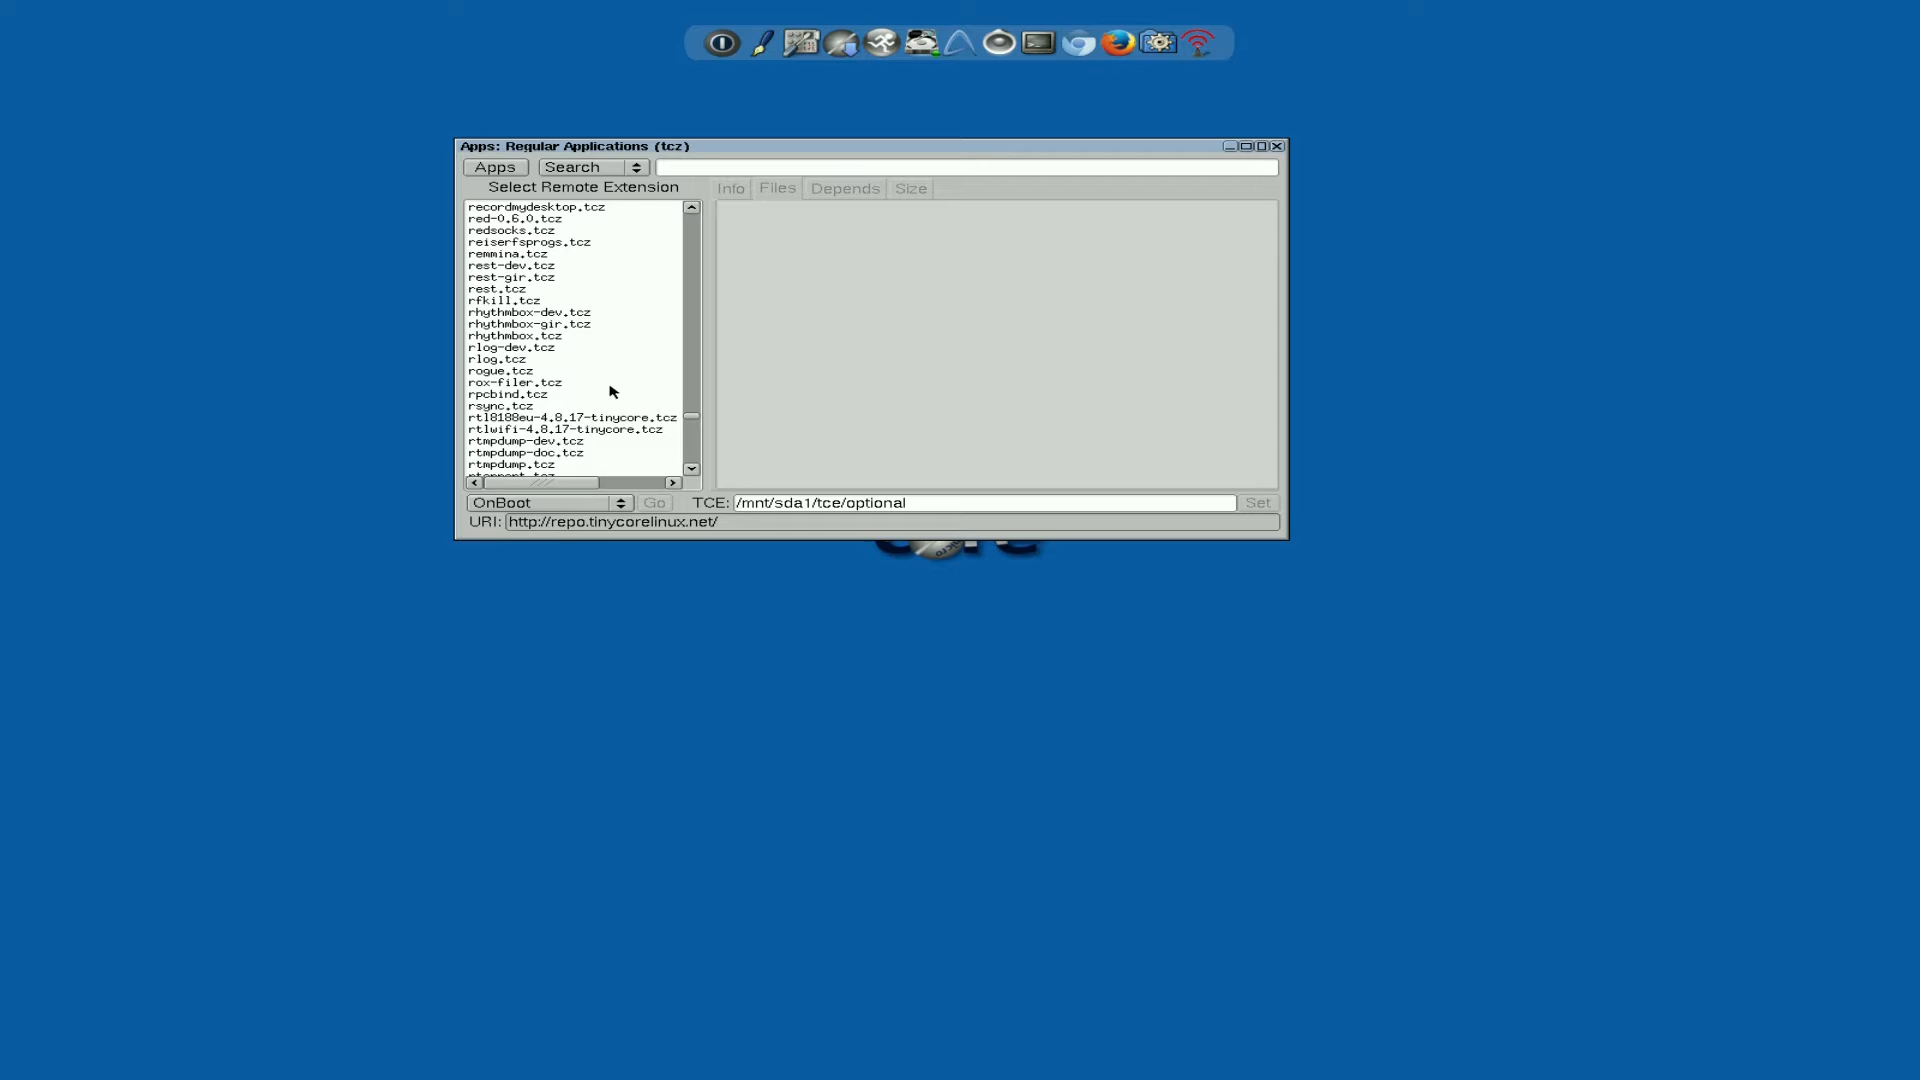 Apps: Regular Applications (tcz)
Apps Search
Select Remote Extension Info Files Depends Size
recordmydesktop.tcz
red-0.6.0.tcz
redsocks.tcz
reiserfsprogs.tcz
remmina.tcz
rest-dev.tcz
rest-gir.tcz
rest.tcz
rfkill.tcz
rhythmbox-dev.tcz
rhythmbox-gir.tcz
rhythmbox.tcz
rlog-dev.tcz
rlog.tcz
rogue.tcz
rox-filer.tcz
rpcbind.tcz
rsync.tcz
rtl8188eu-4.8.17-tinycore.tcz
rtlwifi-4.8.17-tinycore.tcz
rtmpdump-dev.tcz
rtmpdump-doc.tcz
rtmpdump.tcz
OnBoot Go TCE: /mnt/sda1/tce/optional Set
URI: http://repo.tinycorelinux.net/
micro